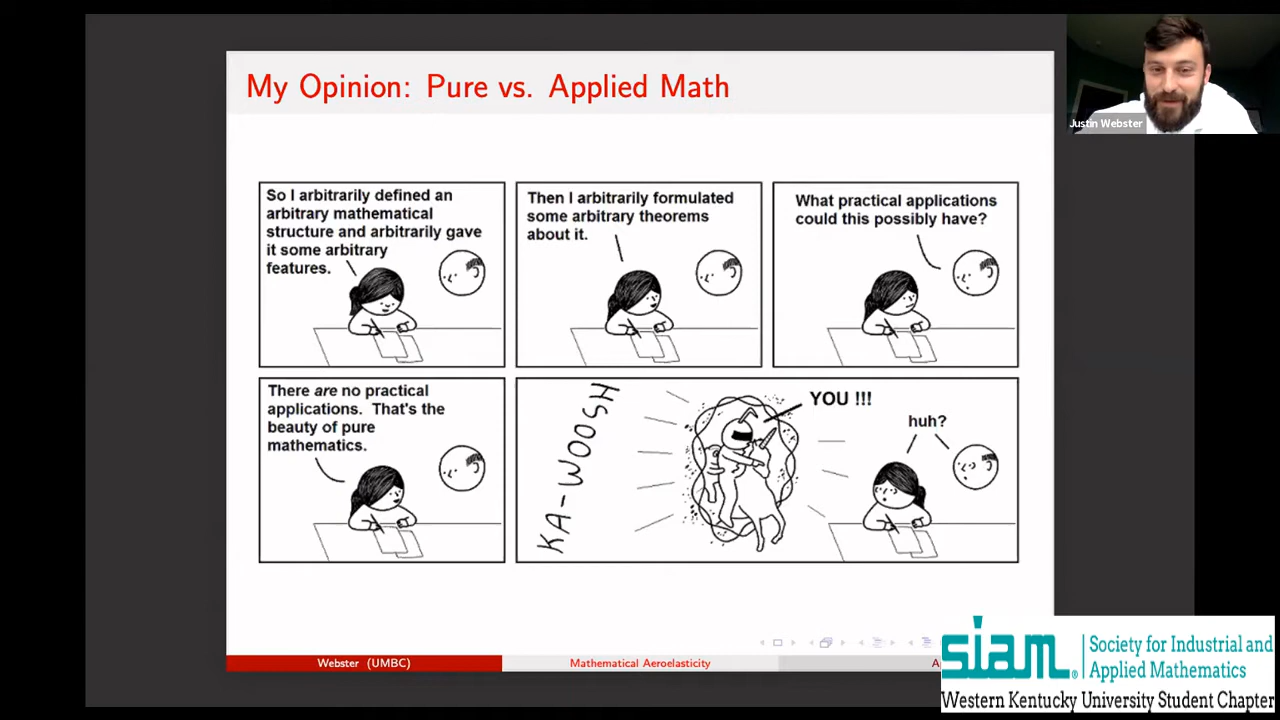 My Opinion: Pure vs. Applied Math
Justin Webster
So I arbitrarily defined an
arbitrary mathematical
structure and arbitrarily gave
it some arbitrary
features.
Then I arbitrarily formulated
some arbitrary theorems
about it.
What practical applications
could this possibly have?
There are no practical
applications. That's the
beauty of pure
mathematics.
KA-WOOSH
YOU !!!
huh?
Webster (UMBC)
Mathematical Aeroelasticity
A
siam.
Society for Industrial and
Applied Mathematics
Western Kentucky University Student Chapter